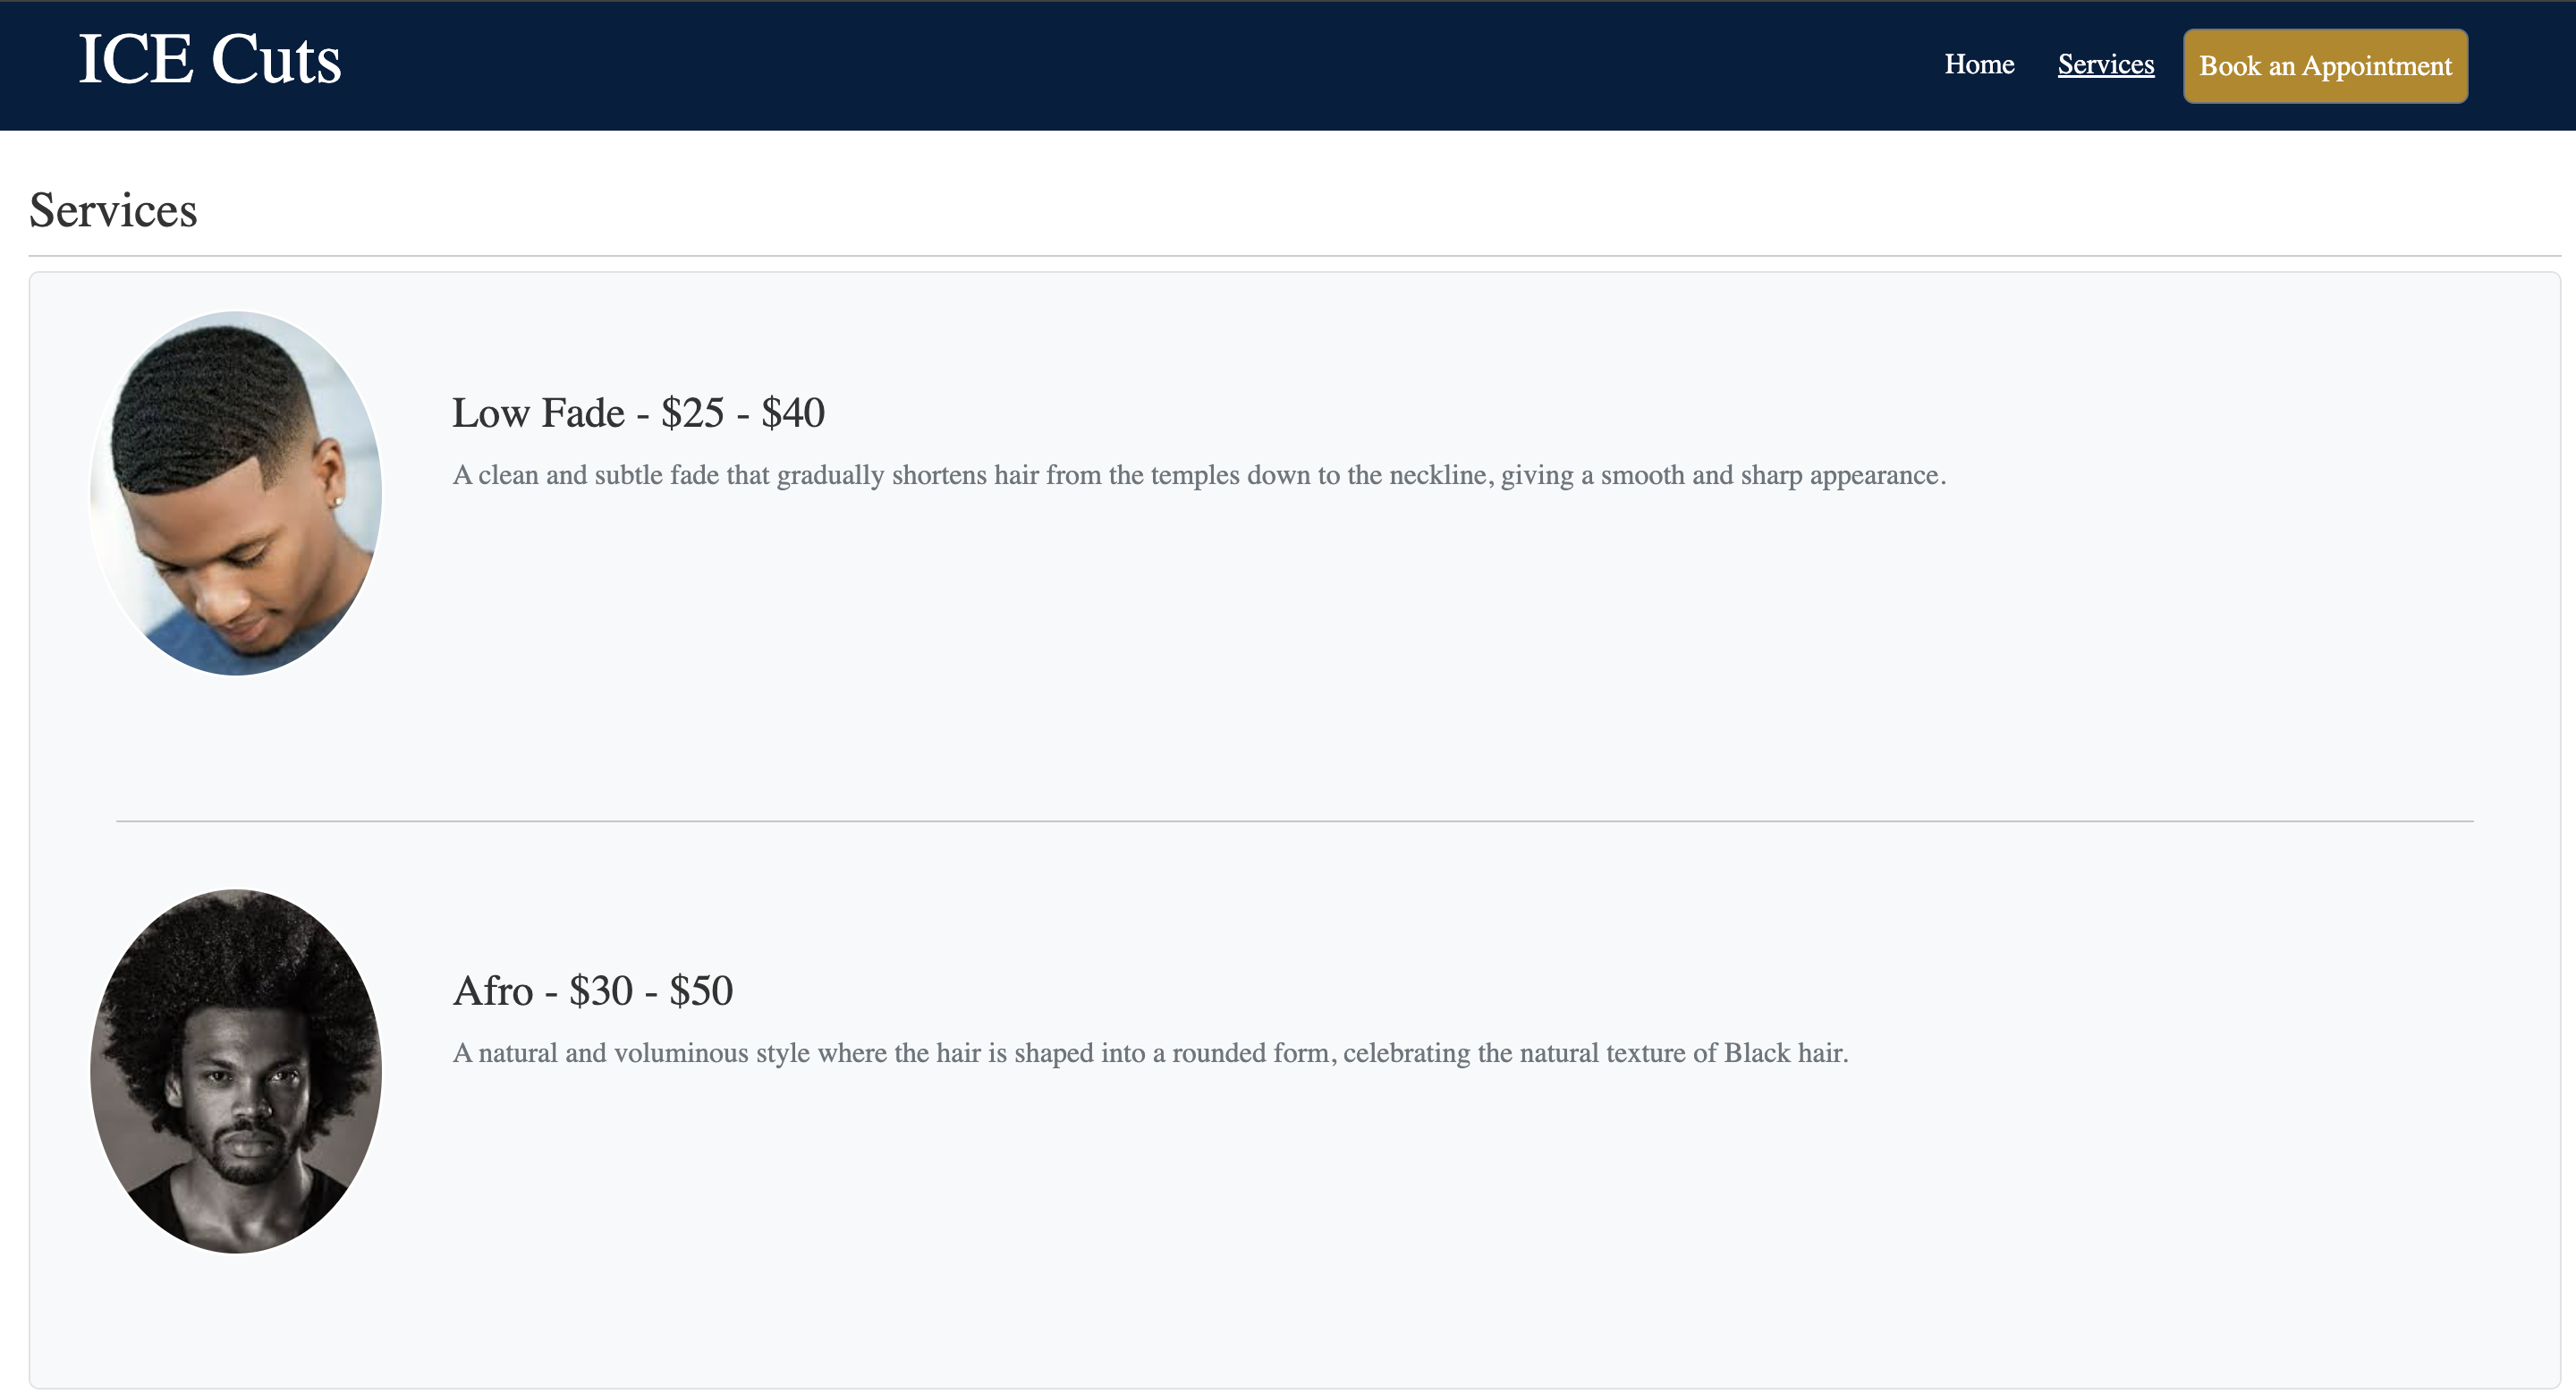 ICE Cuts
Home Services Book an Appointment
Services
Low Fade - $25 - $40
A clean and subtle fade that gradually shortens hair from the temples down to the neckline, giving a smooth and sharp appearance.
Afro - $30 - $50
A natural and voluminous style where the hair is shaped into a rounded form, celebrating the natural texture of Black hair.